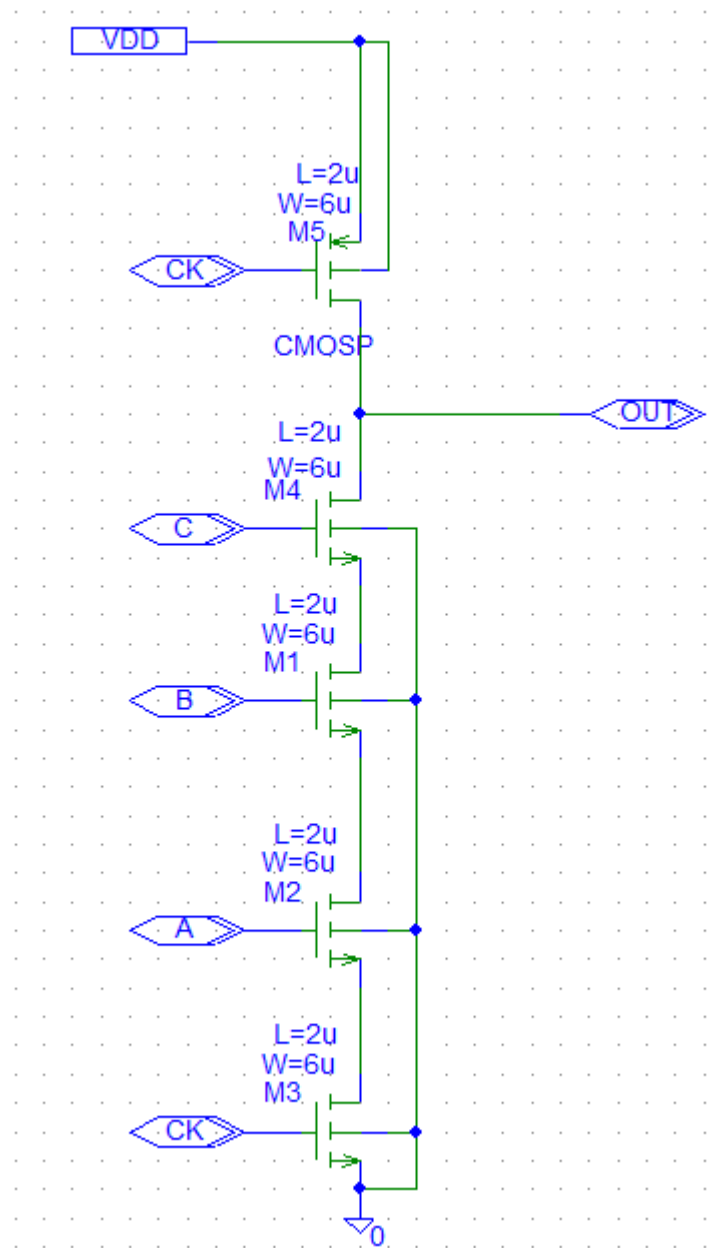 VDD
L=2u
W=6u
M5
CK
CMOSP
OUT
L=2u
W=6u
M4
C
L=2u
W=6u
M1
B
L=2u
W=6u
M2
A
L=2u
W=6u
M3
CK
0